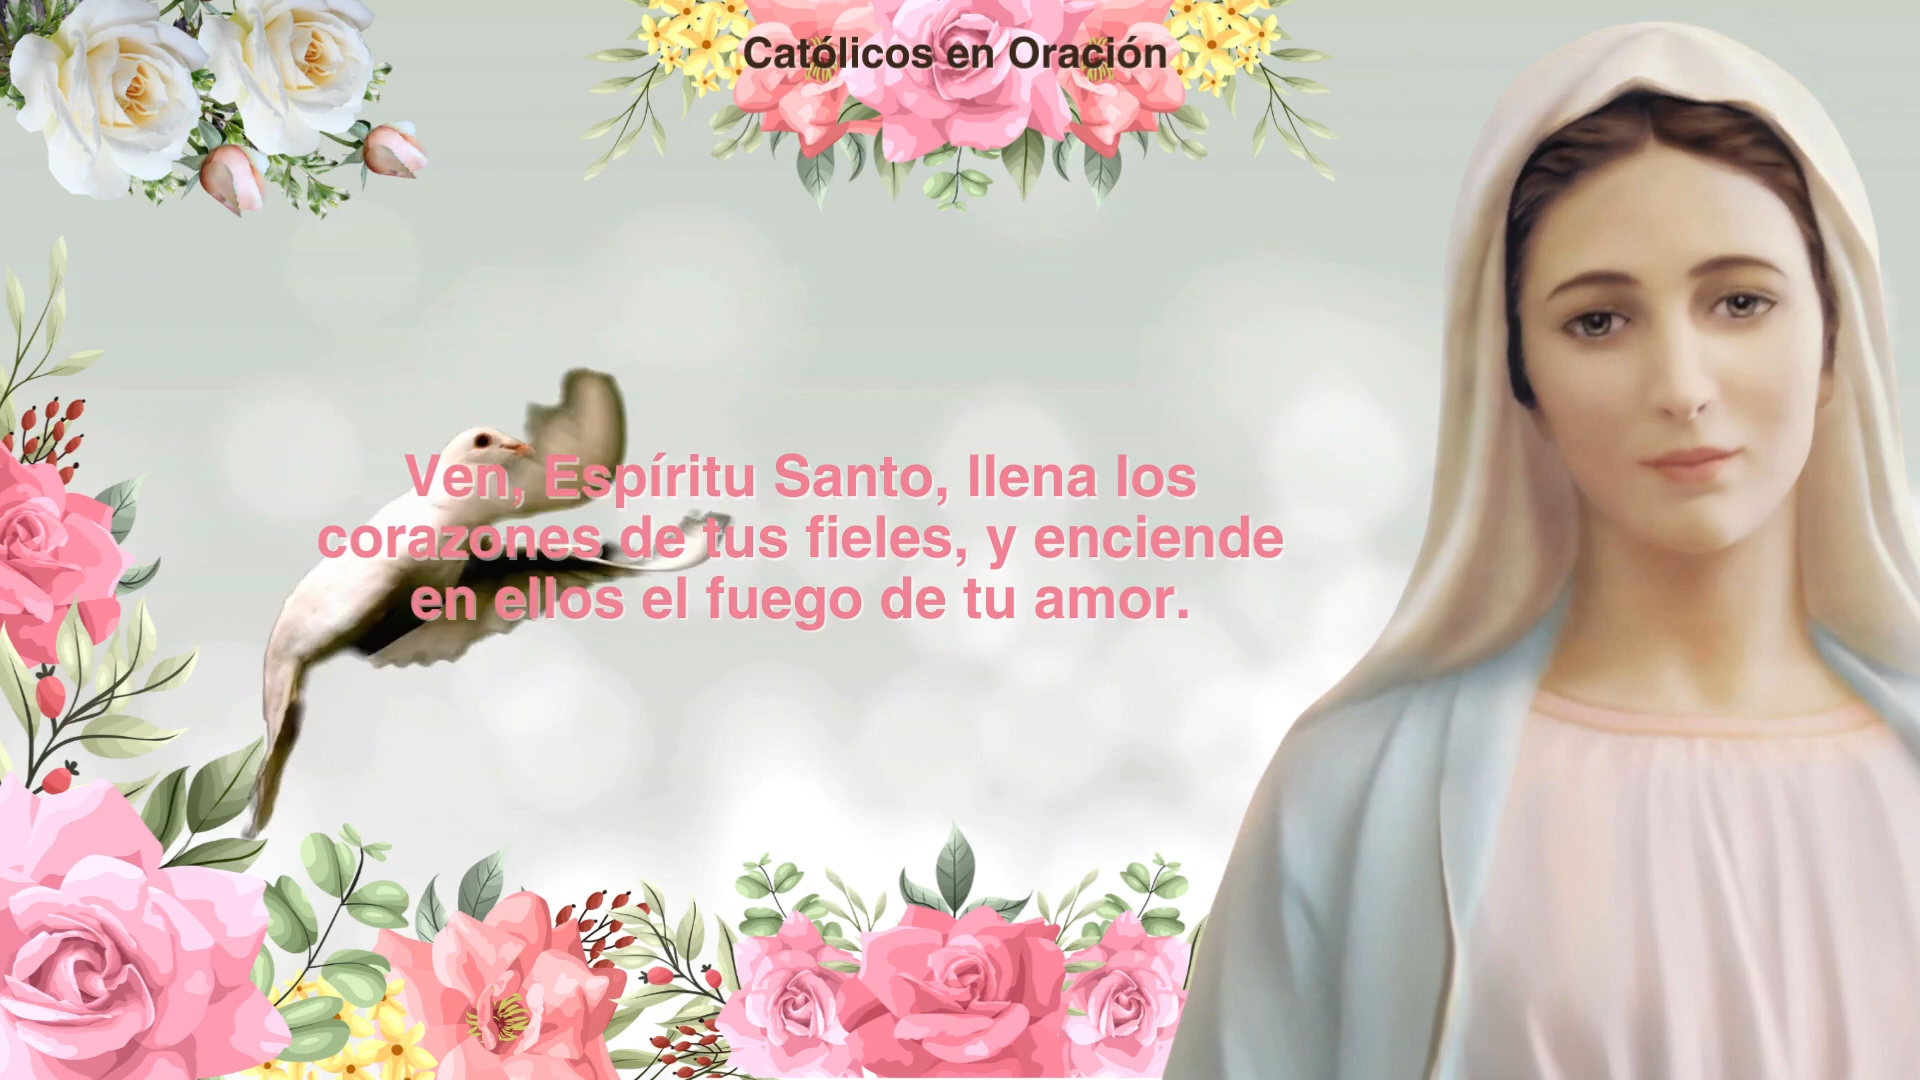 Católicos en Oración
Ven, Espíritu Santo, llena los
corazones de tus fieles, y enciende
en ellos el fuego de tu amor.